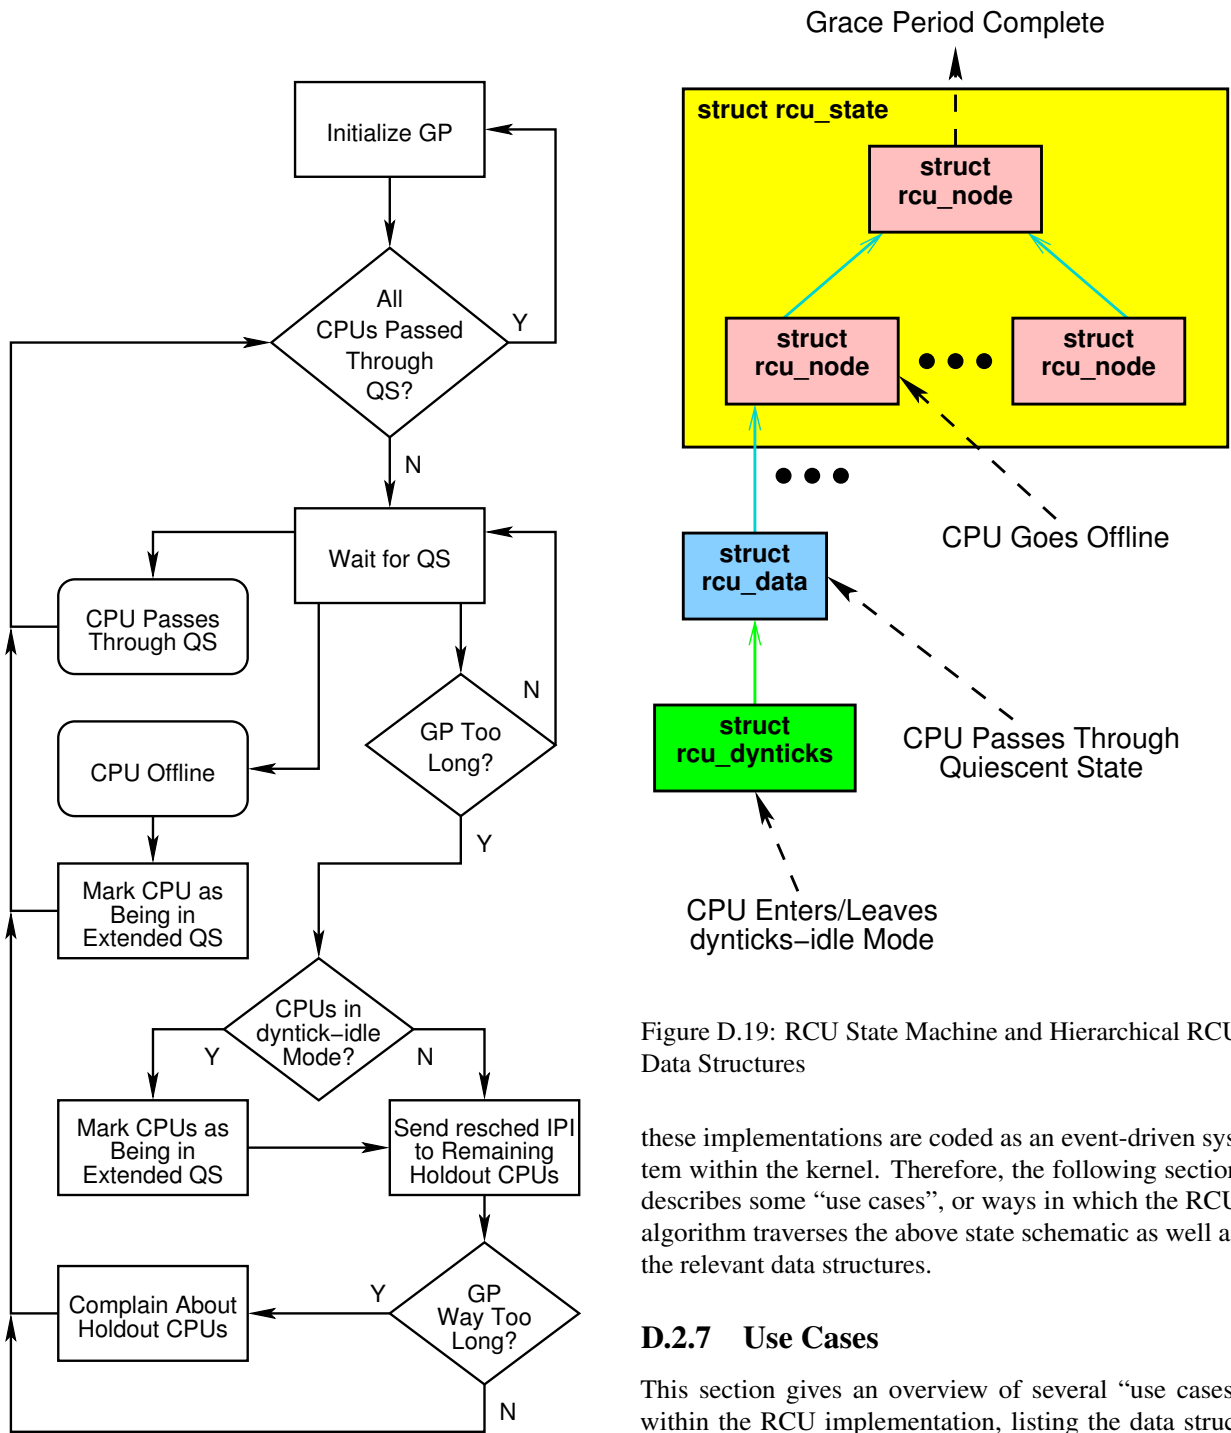 Initialize GP
All
CPUs Passed
Through
QS?
Y
N
Wait for QS
CPU Passes
Through QS
N
GP Too
Long?
CPU Offline
Y
Mark CPU as
Being in
Extended QS
CPUs in
dyntick−idle
Mode?
Y
N
Mark CPUs as
Being in
Extended QS
Send resched IPI
to Remaining
Holdout CPUs
Complain About
Holdout CPUs
Y
GP
Way Too
Long?
N
Grace Period Complete
struct rcu_state
struct
rcu_node
struct
rcu_node
struct
rcu_node
CPU Goes Offline
struct
rcu_data
struct
rcu_dynticks
CPU Passes Through
Quiescent State
CPU Enters/Leaves
dynticks−idle Mode
Figure D.19: RCU State Machine and Hierarchical RCU
Data Structures
these implementations are coded as an event-driven sys
tem within the kernel. Therefore, the following section
describes some “use cases”, or ways in which the RCU
algorithm traverses the above state schematic as well a
the relevant data structures.
D.2.7 Use Cases
This section gives an overview of several “use cases
within the RCU implementation, listing the data struc